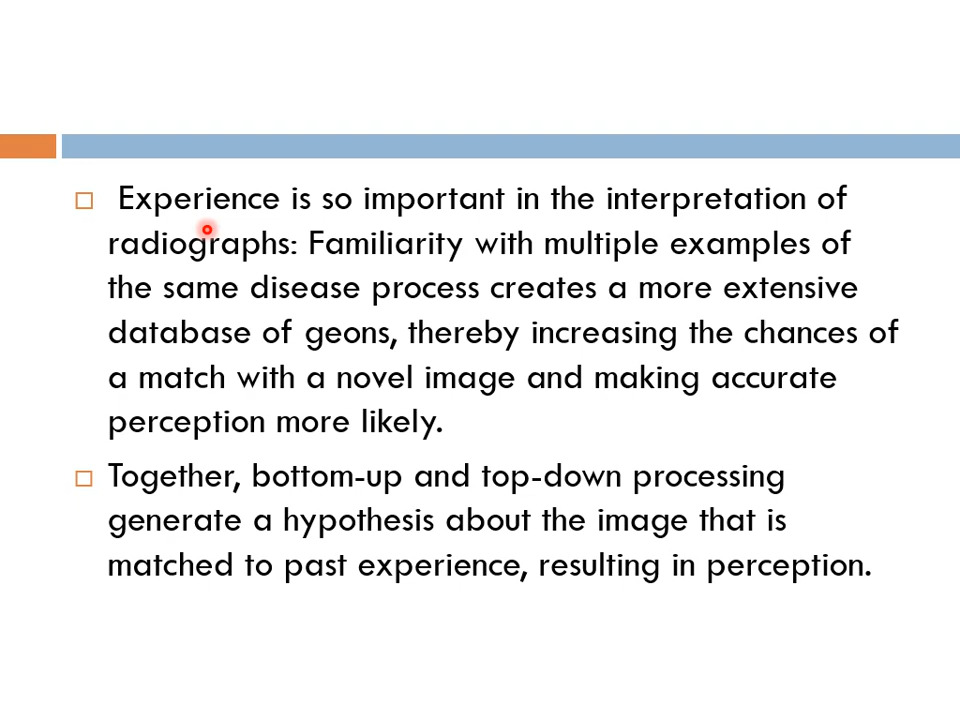 Experience is so important in the interpretation of
radiographs: Familiarity with multiple examples of
the same disease process creates a more extensive
database of geons, thereby increasing the chances of
a match with a novel image and making accurate
perception more likely.
Together, bottom-up and top-down processing
generate a hypothesis about the image that is
matched to past experience, resulting in perception.